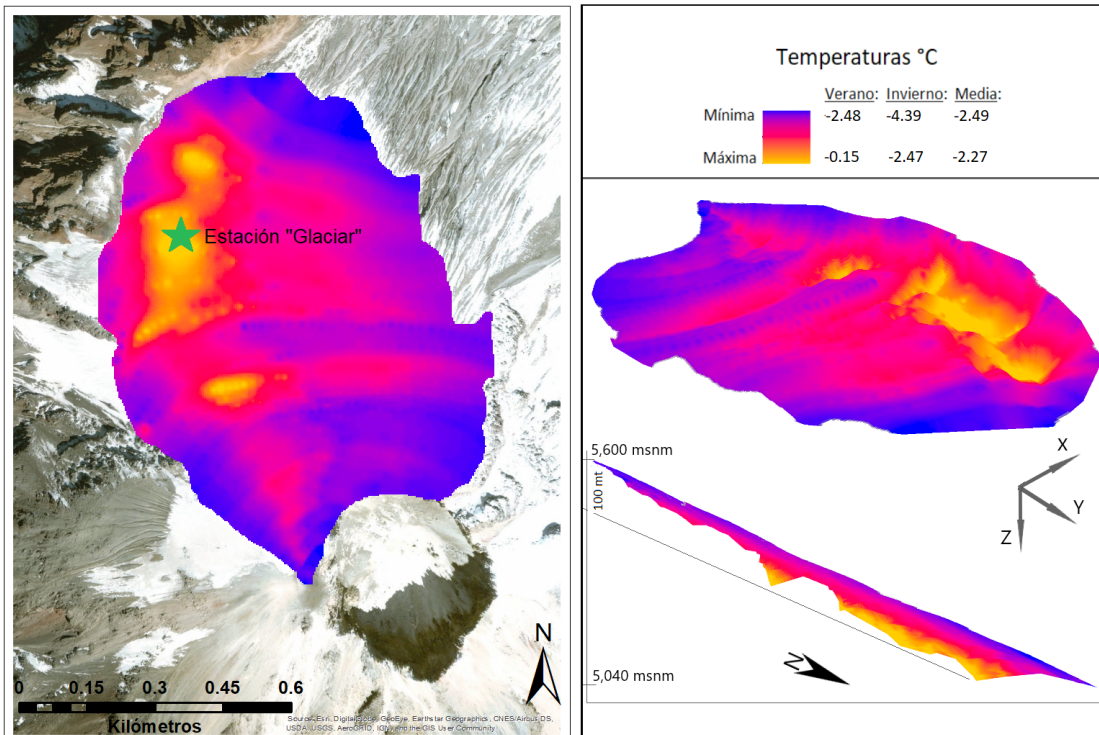 Estación "Glaciar"
N
0 0.15 0.3 0.45 0.6
Kilómetros
Source: Esri, DigitalGlobe, GeoEye, Earthstar Geographics, CNES/Airbus DS,
USDA, USGS, AeroGRID, IGN, and the GIS User Community
Temperaturas °C
Verano: Invierno: Media:
Mínima -2.48 -4.39 -2.49
Máxima -0.15 -2.47 -2.27
5,600 msnm
100 mt
X
Y
Z
N
5,040 msnm